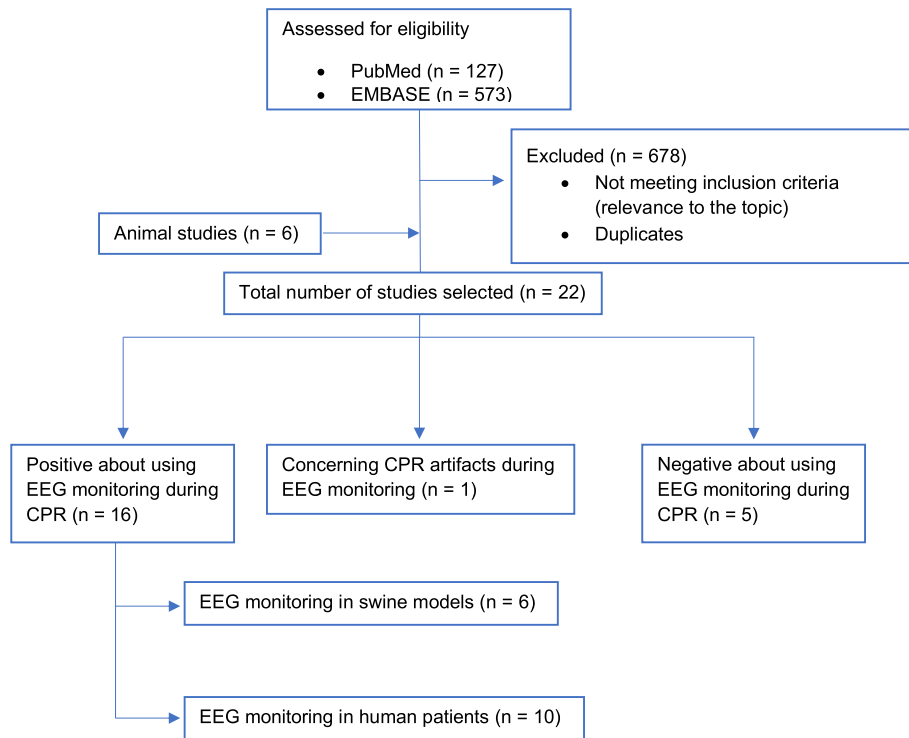 Assessed for eligibility
• PubMed (n = 127)
• EMBASE (n = 573)
Excluded (n = 678)
• Not meeting inclusion criteria
(relevance to the topic)
• Duplicates
Animal studies (n = 6)
Total number of studies selected (n = 22)
Positive about using
EEG monitoring during
CPR (n = 16)
Concerning CPR artifacts during
EEG monitoring (n = 1)
Negative about using
EEG monitoring during
CPR (n = 5)
EEG monitoring in swine models (n = 6)
EEG monitoring in human patients (n = 10)